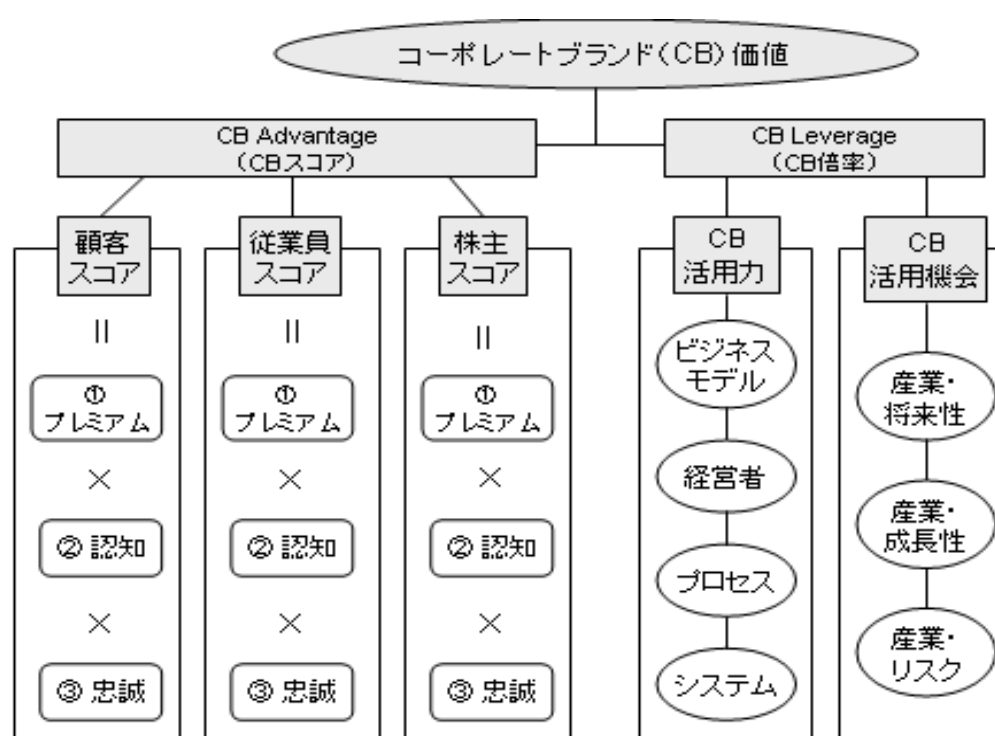 コーポレートブランド(CB)価値
CB Advantage
(CBスコア)
CB Leverage
(CB倍率)
顧客
スコア
従業員
スコア
株主
スコア
CB
活用力
CB
活用機会
=
①
プレミアム
×
② 認知
×
③ 忠誠
=
①
プレミアム
×
② 認知
×
③ 忠誠
=
①
プレミアム
×
② 認知
×
③ 忠誠
ビジネス
モデル
経営者
プロセス
システム
産業・
将来性
産業・
成長性
産業・
リスク